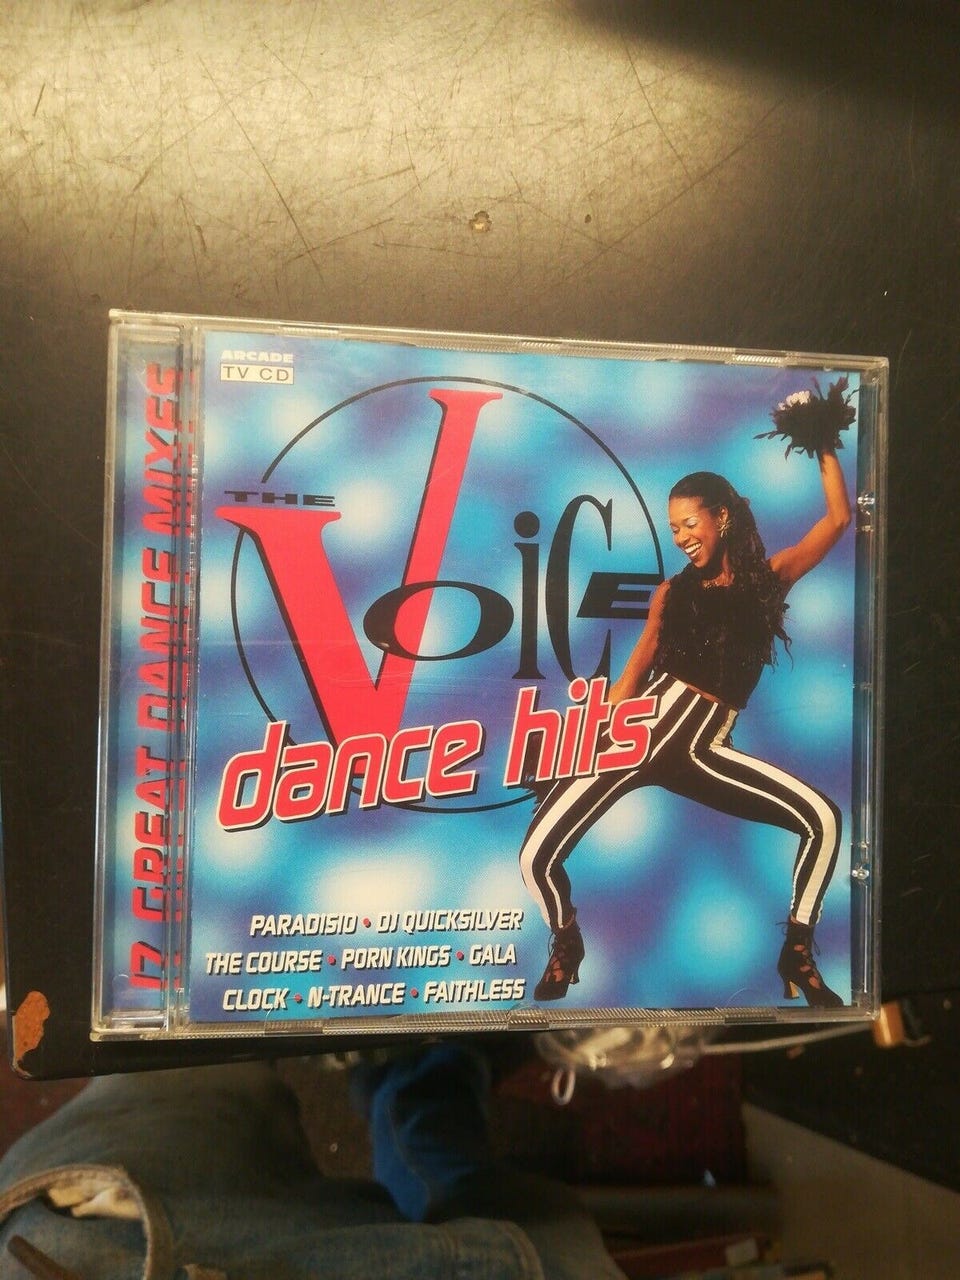 ARCADE
TV CD
THE
VOiCE
dance hits
17 GREAT DANCE MIXES
PARADISIO • DJ QUICKSILVER
THE COURSE • PORN KINGS • GALA
CLOCK • N-TRANCE • FAITHLESS